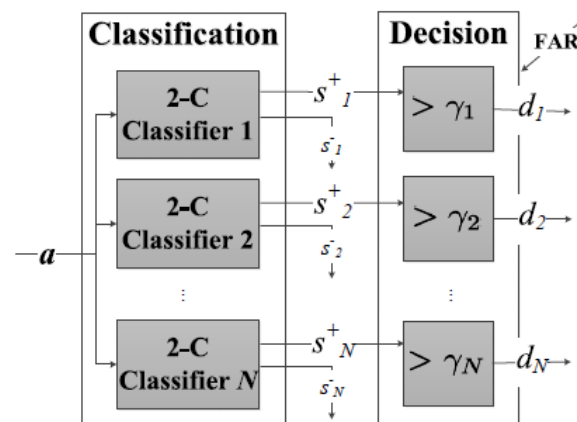 Classification
Decision
FAR
2-C
Classifier 1
s⁺₁
s⁻₁
> γ₁
d₁
2-C
Classifier 2
s⁺₂
s⁻₂
> γ₂
d₂
a
⋮
⋮
2-C
Classifier N
s⁺N
s⁻N
> γN
dN